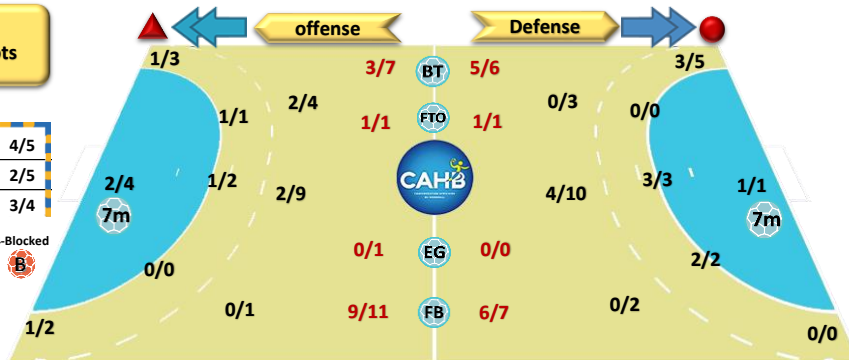 ots
offense
Defense
1/3
3/7
BT
5/6
3/5
2/4
0/3
1/1
0/0
1/1
FTO
1/1
4/5
2/5
3/4
2/4
1/2
2/9
CAHB
4/10
3/3
1/1
7m
7m
-Blocked
B
0/0
0/1
EG
0/0
2/2
0/1
9/11
FB
6/7
0/2
1/2
0/0